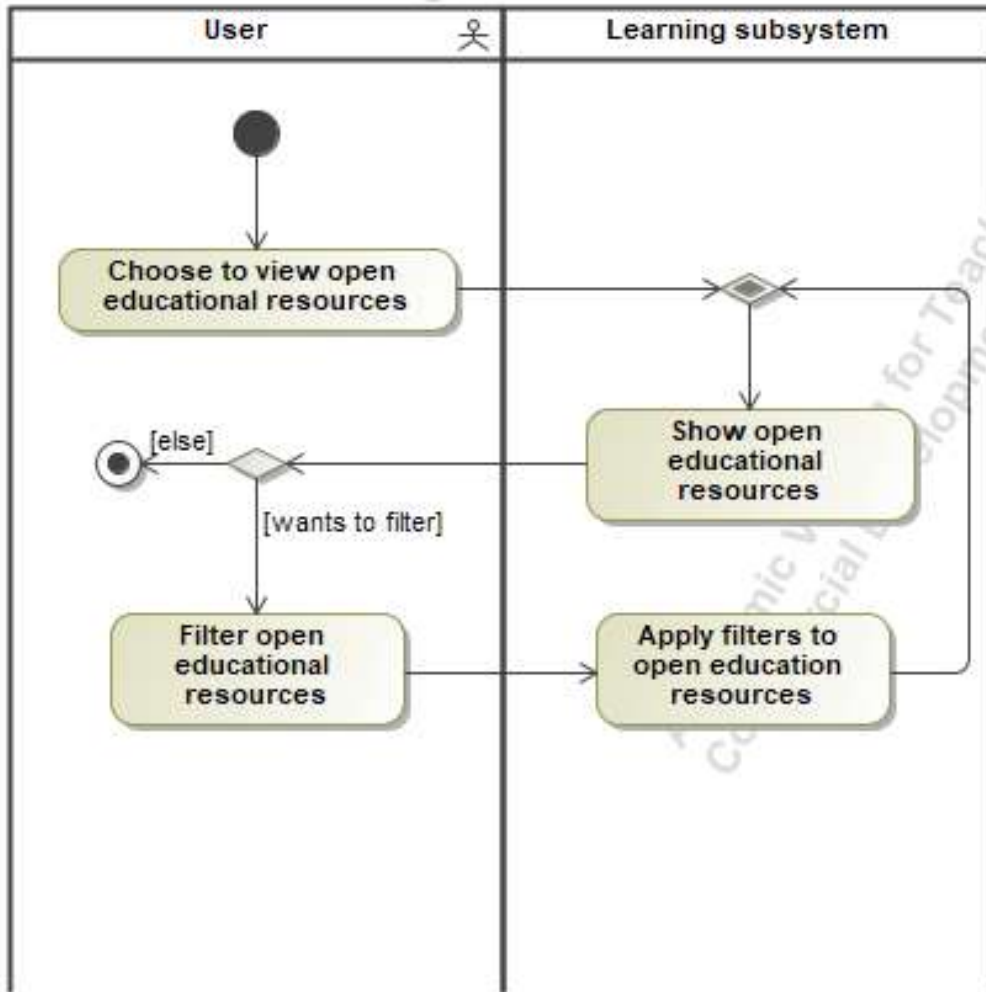 User
Learning subsystem
Choose to view open
educational resources
Show open
educational
resources
[else]
[wants to filter]
Filter open
educational
resources
Apply filters to
open education
resources
for